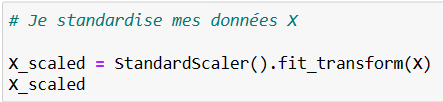 # Je standardise mes données X
X_scaled = StandardScaler().fit_transform(X)
X_scaled